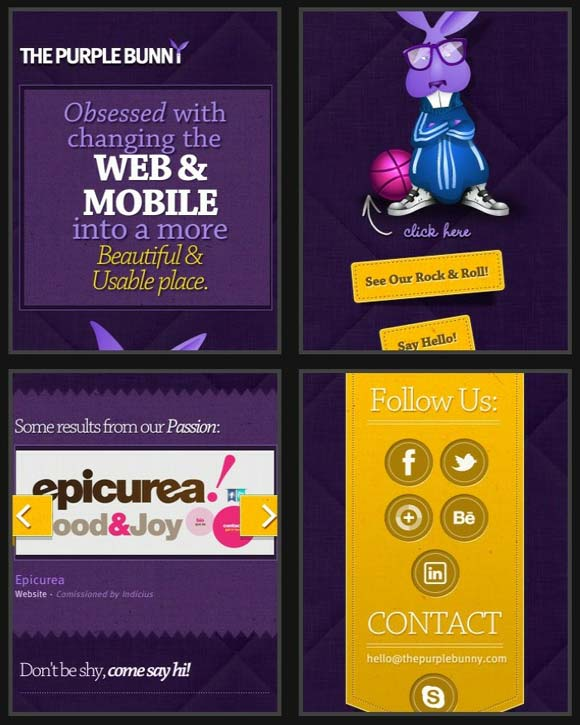 THE PURPLE BUNNY
Obsessed with
changing the
WEB &
MOBILE
into a more
Beautiful &
Usable place.
click here
See Our Rock & Roll!
Say Hello!
Some results from our Passion:
epicurea!
ood&Joy
Epicurea
Website - Comissioned by Indicius
Don't be shy, come say hi!
Follow Us:
f
Bē
in
CONTACT
hello@thepurplebunny.com
S